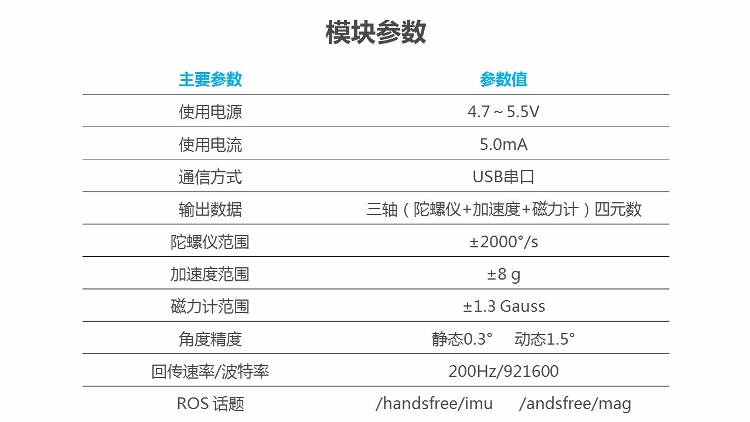 模块参数
主要参数 参数值
使用电源 4.7～5.5V
使用电流 5.0mA
通信方式 USB串口
输出数据 三轴（陀螺仪+加速度+磁力计）四元数
陀螺仪范围 ±2000°/s
加速度范围 ±8 g
磁力计范围 ±1.3 Gauss
角度精度 静态0.3° 动态1.5°
回传速率/波特率 200Hz/921600
ROS 话题 /handsfree/imu /andsfree/mag